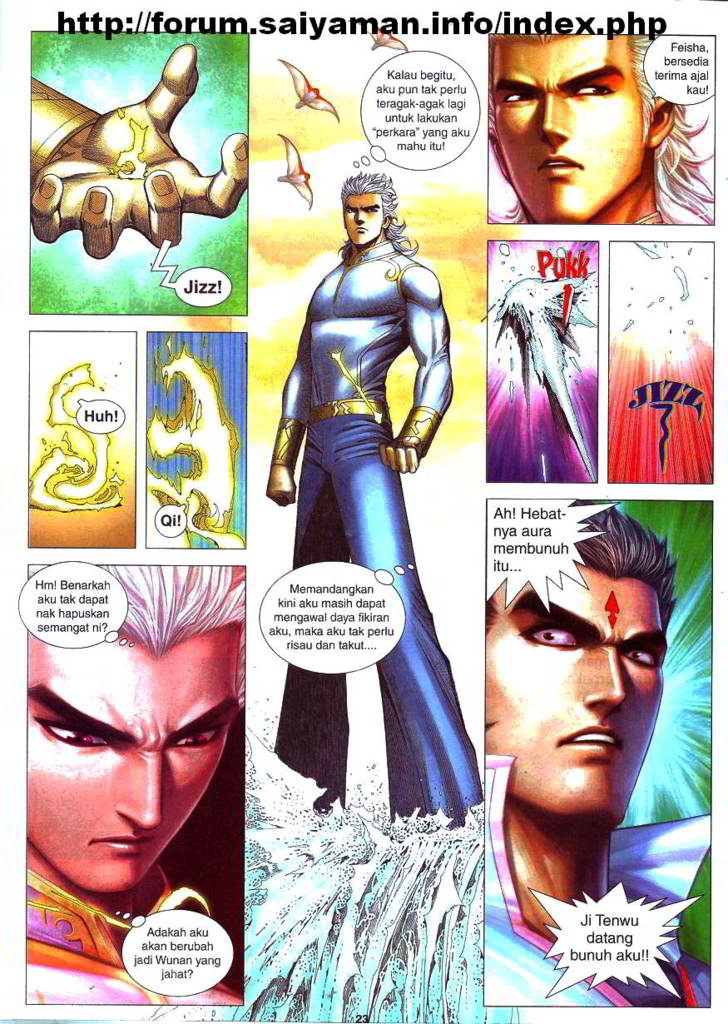 http://forum.saiyaman.info/index.php
Jizz!
Huh!
Qi!
Hm! Benarkah
aku tak dapat
nak hapuskan
semangat ni?
Adakah aku
akan berubah
jadi Wunan yang
jahat?
Kalau begitu,
aku pun tak perlu
teragak-agak lagi
untuk lakukan
"perkara" yang aku
mahu itu!
Memandangkan
kini aku masih dapat
mengawal daya fikiran
aku, maka aku tak perlu
risau dan takut....
Feisha,
bersedia
terima ajal
kau!
Pukk
!
JIZZ
Ah! Hebat-
nya aura
membunuh
itu...
Ji Tenwu
datang
bunuh aku!!
23